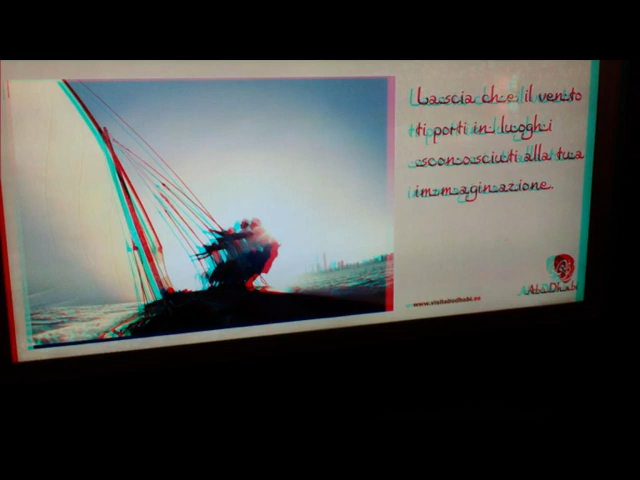 Lascia che il vento
ti porti in luoghi
sconosciuti alla tua
immaginazione.
Abu Dhabi
www.visitabudhabi.ae